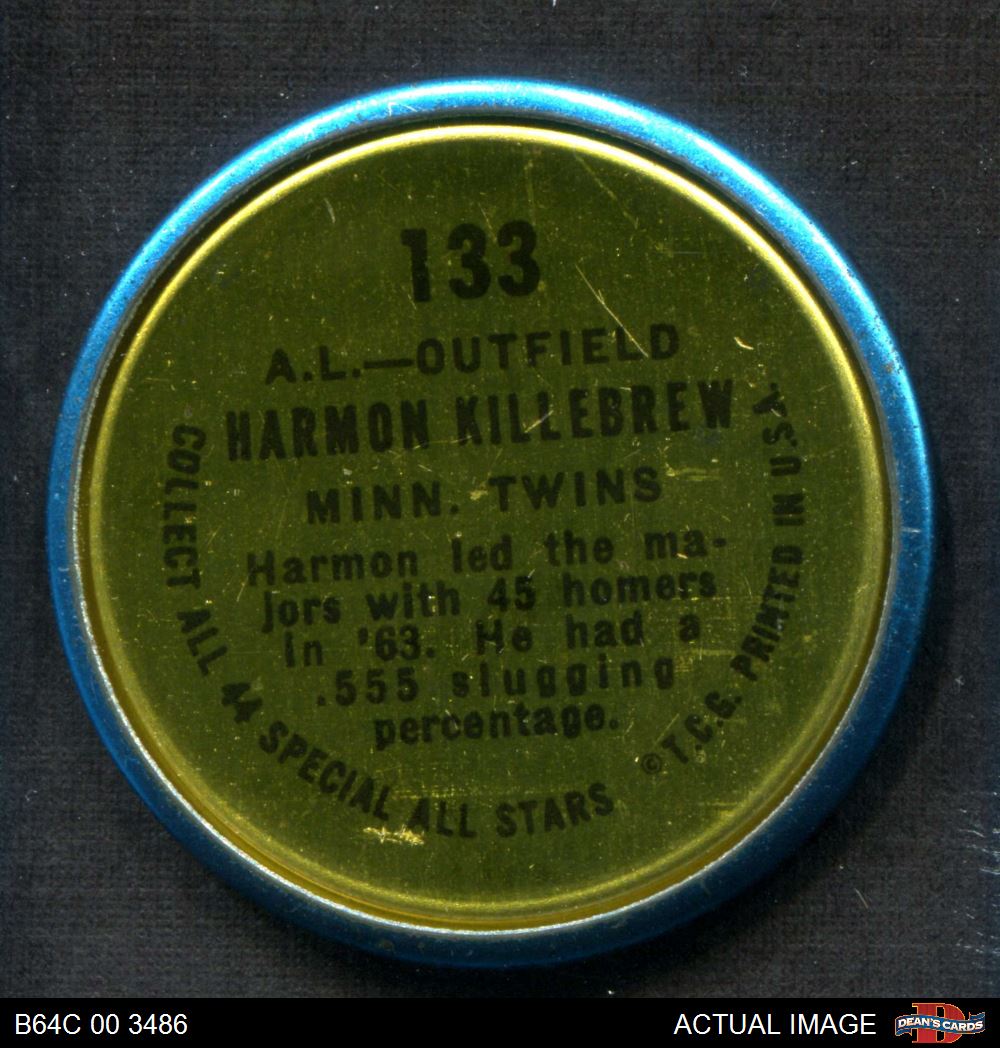 133
A.L.—OUTFIELD
HARMON KILLEBREW
MINN. TWINS
Harmon led the ma-
jors with 45 homers
in '63. He had a
.555 slugging
percentage.
COLLECT ALL 44 SPECIAL ALL STARS
© T.C.G. PRINTED IN U.S.A.
B64C 00 3486
ACTUAL IMAGE
D
DEAN'S CARDS